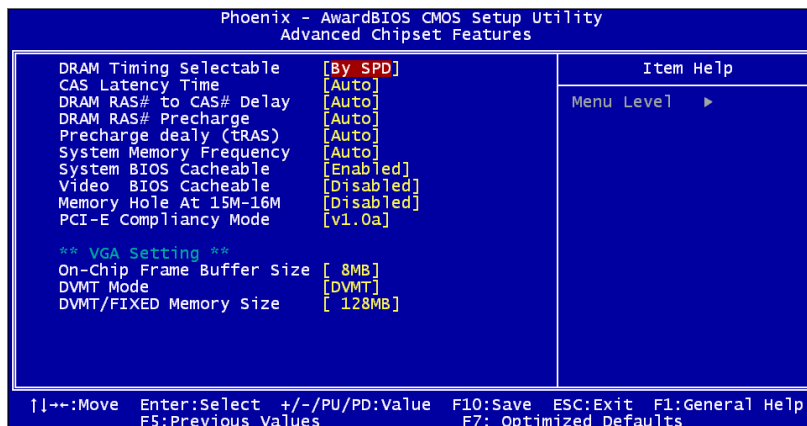 Phoenix - AwardBIOS CMOS Setup Utility
Advanced Chipset Features
DRAM Timing Selectable [By SPD]
CAS Latency Time [Auto]
DRAM RAS# to CAS# Delay [Auto]
DRAM RAS# Precharge [Auto]
Precharge dealy (tRAS) [Auto]
System Memory Frequency [Auto]
System BIOS Cacheable [Enabled]
Video BIOS Cacheable [Disabled]
Memory Hole At 15M-16M [Disabled]
PCI-E Compliancy Mode [v1.0a]
** VGA Setting **
On-Chip Frame Buffer Size [ 8MB]
DVMT Mode [DVMT]
DVMT/FIXED Memory Size [ 128MB]
Item Help
Menu Level ▶
↑↓→←:Move Enter:Select +/-/PU/PD:Value F10:Save ESC:Exit F1:General Help
F5:Previous Values F7: Optimized Defaults